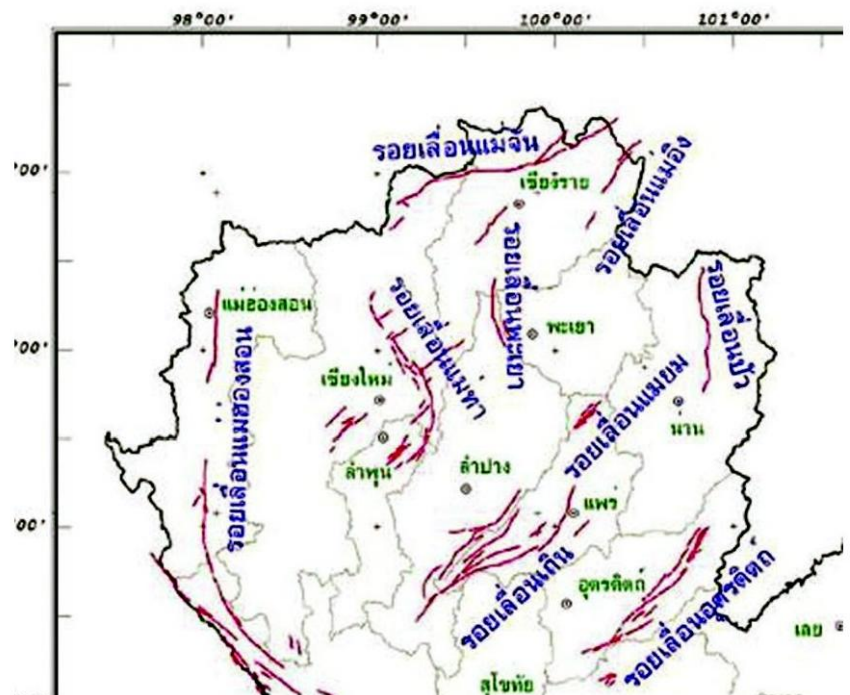 98°00' 99°00' 100°00' 101°00'
รอยเลื่อนแม่จัน
°00'
เชียงราย
รอยเลื่อนแม่อิง
รอยเลื่อนพะเยา
แม่ฮ่องสอน
รอยเลื่อนแม่ทา
รอยเลื่อนปัว
พะเยา
°00'
เชียงใหม่
รอยเลื่อนแม่ฮ่องสอน
รอยเลื่อนแม่ยม
น่าน
ลำพูน
ลำปาง
แพร่
°00'
รอยเลื่อนเถิน
อุตรดิตถ์
รอยเลื่อนอุตรดิตถ์
เลย
สุโขทัย